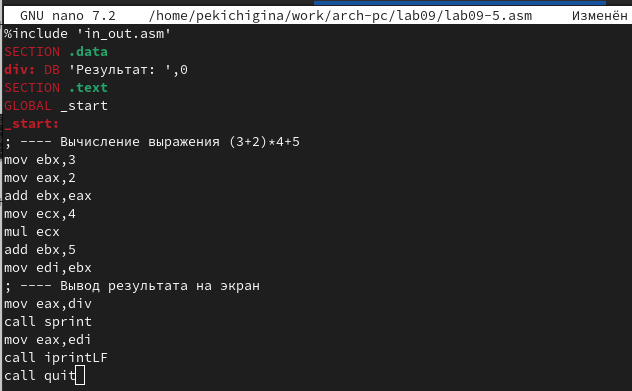 GNU nano 7.2 /home/pekichigina/work/arch-pc/lab09/lab09-5.asm Изменён
%include 'in_out.asm'
SECTION .data
div: DB 'Результат: ',0
SECTION .text
GLOBAL _start
_start:
; ---- Вычисление выражения (3+2)*4+5
mov ebx,3
mov eax,2
add ebx,eax
mov ecx,4
mul ecx
add ebx,5
mov edi,ebx
; ---- Вывод результата на экран
mov eax,div
call sprint
mov eax,edi
call iprintLF
call quit